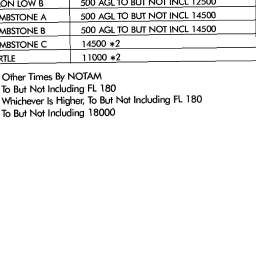 LON LOW B 500 AGL TO BUT NOT INCL 12500
MBSTONE A 500 AGL TO BUT NOT INCL 14500
MBSTONE B 500 AGL TO BUT NOT INCL 14500
MBSTONE C 14500 *2
RTLE 11000 *2
Other Times By NOTAM
To But Not Including FL 180
Whichever Is Higher, To But Not Including FL 180
To But Not Including 18000